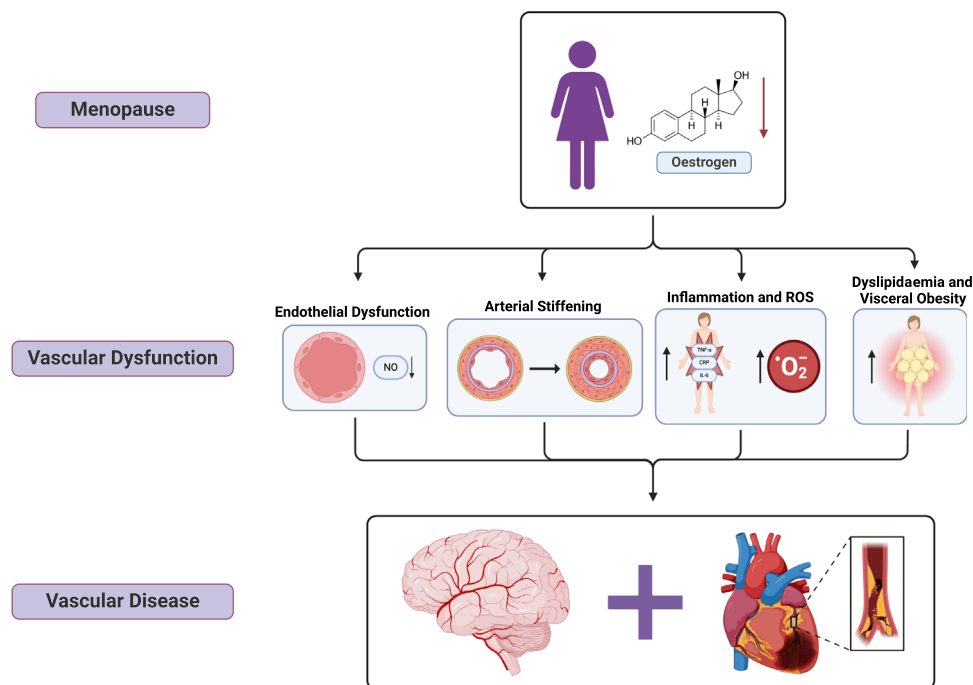 Menopause
OH
H
H
H
HO
Oestrogen
Dyslipidaemia and
Visceral Obesity
Endothelial Dysfunction
Arterial Stiffening
Inflammation and ROS
Vascular Dysfunction
NO
TNF-α
CRP
IL-6
•O₂⁻
Vascular Disease